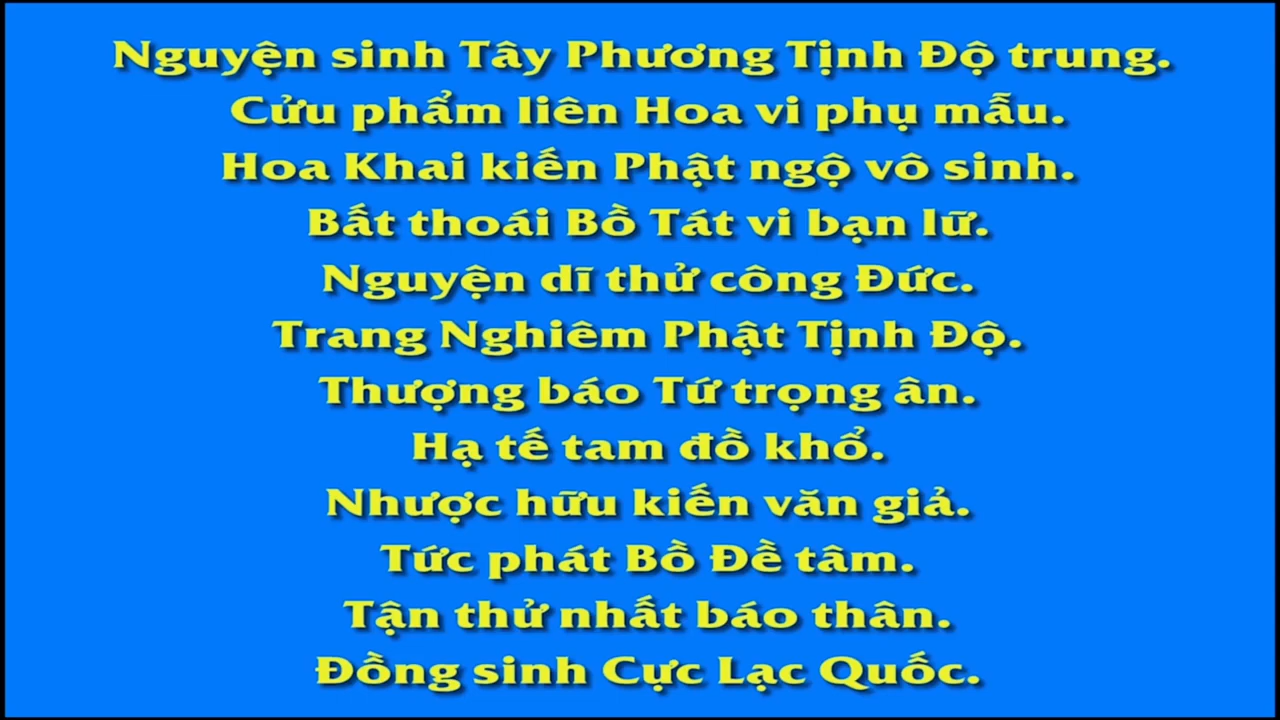 Nguyện sinh Tây Phương Tịnh Độ trung.
Cửu phẩm liên Hoa vi phụ mẫu.
Hoa Khai kiến Phật ngộ vô sinh.
Bất thoái Bồ Tát vi bạn lữ.
Nguyện dĩ thử công Đức.
Trang Nghiêm Phật Tịnh Độ.
Thượng báo Tứ trọng ân.
Hạ tế tam đồ khổ.
Nhược hữu kiến văn giả.
Tức phát Bồ Đề tâm.
Tận thử nhất báo thân.
Đồng sinh Cực Lạc Quốc.